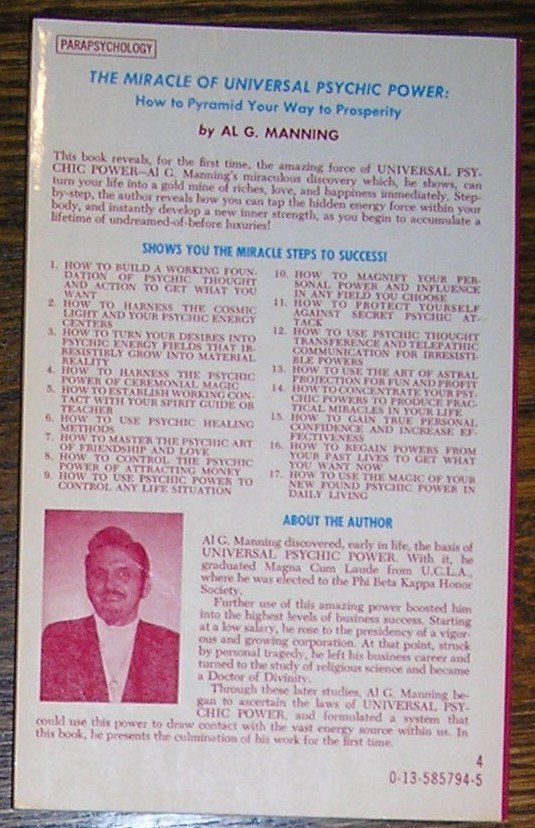 PARAPSYCHOLOGY
THE MIRACLE OF UNIVERSAL PSYCHIC POWER:
How to Pyramid Your Way to Prosperity
by AL G. MANNING
This book reveals, for the first time, the amazing force of UNIVERSAL PSY-
CHIC POWER—Al G. Manning's miraculous discovery which, he shows, can
turn your life into a gold mine of riches, love, and happiness immediately. Step-
by-step, the author reveals how you can tap the hidden energy force within your
body, and instantly develop a new inner strength, as you begin to accumulate a
lifetime of undreamed-of-before luxuries!
SHOWS YOU THE MIRACLE STEPS TO SUCCESS!
1. HOW TO BUILD A WORKING FOUN-
DATION OF PSYCHIC THOUGHT
AND ACTION TO GET WHAT YOU
WANT
2. HOW TO HARNESS THE COSMIC
LIGHT AND YOUR PSYCHIC ENERGY
CENTERS
3. HOW TO TURN YOUR DESIRES INTO
PSYCHIC ENERGY FIELDS THAT IR-
RESISTIBLY GROW INTO MATERIAL
REALITY
4. HOW TO HARNESS THE PSYCHIC
POWER OF CEREMONIAL MAGIC
5. HOW TO ESTABLISH WORKING CON-
TACT WITH YOUR SPIRIT GUIDE OR
TEACHER
6. HOW TO USE PSYCHIC HEALING
METHODS
7. HOW TO MASTER THE PSYCHIC ART
OF FRIENDSHIP AND LOVE
8. HOW TO CONTROL THE PSYCHIC
POWER OF ATTRACTING MONEY
9. HOW TO USE PSYCHIC POWER TO
CONTROL ANY LIFE SITUATION
10. HOW TO MAGNIFY YOUR PER-
SONAL POWER AND INFLUENCE
IN ANY FIELD YOU CHOOSE
11. HOW TO PROTECT YOURSELF
AGAINST SECRET PSYCHIC AT-
TACK
12. HOW TO USE PSYCHIC THOUGHT
TRANSFERENCE AND TELEPATHIC
COMMUNICATION FOR IRRESISTI-
BLE POWERS
13. HOW TO USE THE ART OF ASTRAL
PROJECTION FOR FUN AND PROFIT
14. HOW TO CONCENTRATE YOUR PSY-
CHIC POWERS TO PRODUCE PRAC-
TICAL MIRACLES IN YOUR LIFE
15. HOW TO GAIN TRUE PERSONAL
CONFIDENCE AND INCREASE EF-
FECTIVENESS
16. HOW TO REGAIN POWERS FROM
YOUR PAST LIVES TO GET WHAT
YOU WANT NOW
17. HOW TO USE THE MAGIC OF YOUR
NEW FOUND PSYCHIC POWER IN
DAILY LIVING
ABOUT THE AUTHOR
Al G. Manning discovered, early in life, the basis of
UNIVERSAL PSYCHIC POWER. With it, he
graduated Magna Cum Laude from U.C.L.A.,
where he was elected to the Phi Beta Kappa Honor
Society.
Further use of this amazing power boosted him
into the highest levels of business success. Starting
at a low salary, he rose to the presidency of a vigor-
ous and growing corporation. At that point, struck
by personal tragedy, he left his business career and
turned to the study of religious science and became
a Doctor of Divinity.
Through these later studies, Al G. Manning be-
gan to ascertain the laws of UNIVERSAL PSY-
CHIC POWER, and formulated a system that
could use this power to draw contact with the vast energy source within us. In
this book, he presents the culmination of his work for the first time.
4
0-13-585794-5